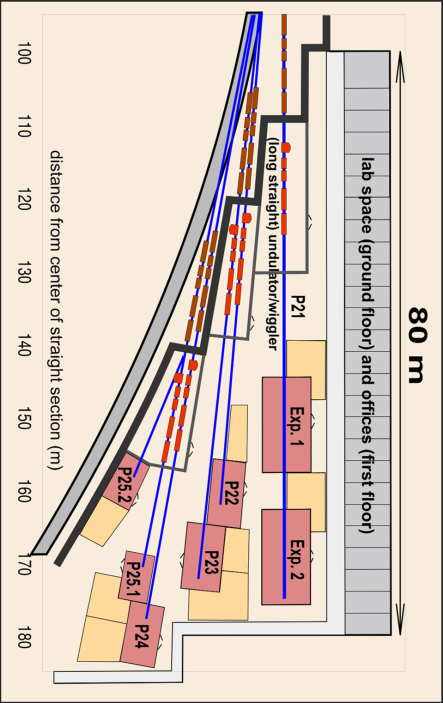 80 m
lab space (ground floor) and offices (first floor)
P21
(long straight) undulator/wiggler
Exp. 1
Exp. 2
P22
P23
P25.2
P25.1
P24
distance from center of straight section (m)
100
110
120
130
140
150
160
170
180